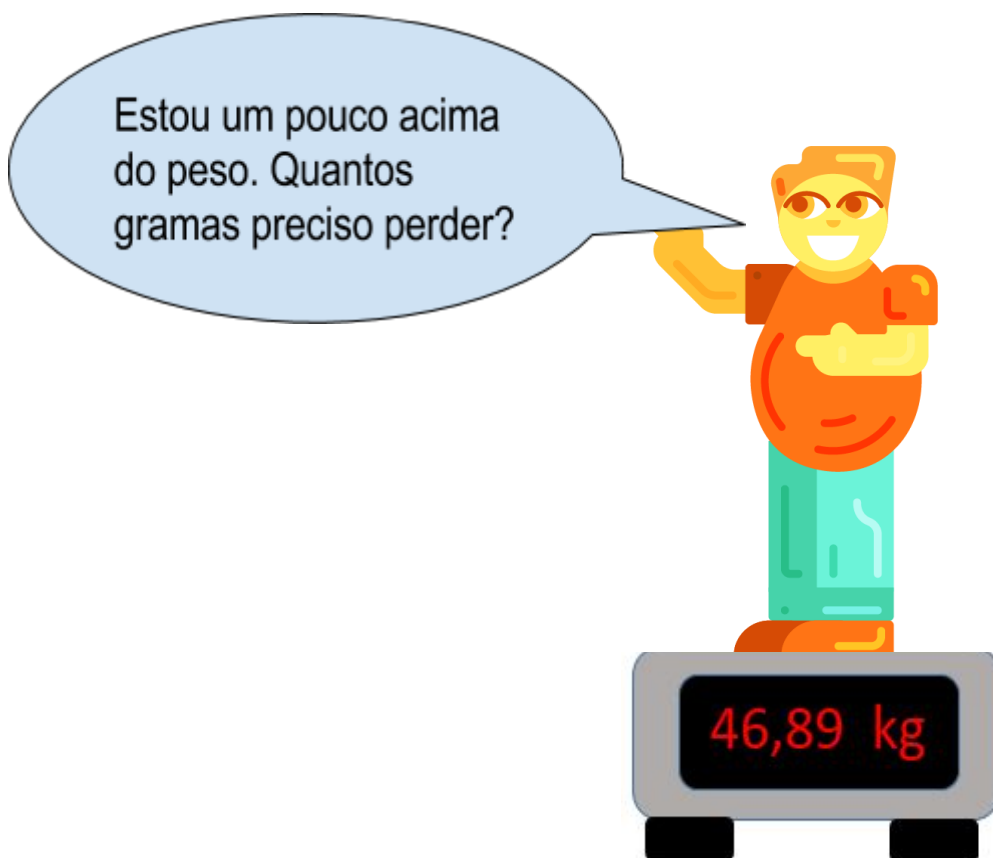 Estou um pouco acima
do peso. Quantos
gramas preciso perder?
46,89 kg